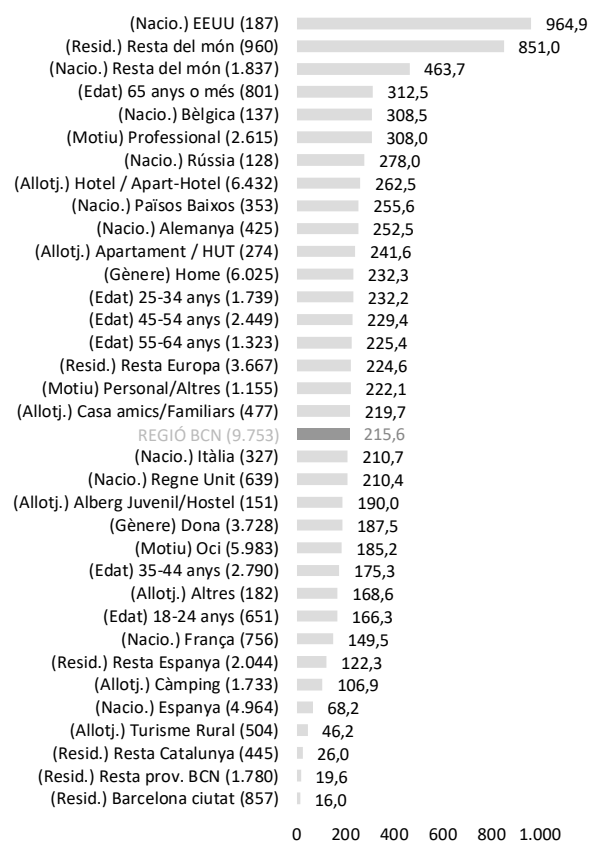 (Nacio.) EEUU (187) 964,9
(Resid.) Resta del món (960) 851,0
(Nacio.) Resta del món (1.837) 463,7
(Edat) 65 anys o més (801) 312,5
(Nacio.) Bèlgica (137) 308,5
(Motiu) Professional (2.615) 308,0
(Nacio.) Rússia (128) 278,0
(Allotj.) Hotel / Apart-Hotel (6.432) 262,5
(Nacio.) Països Baixos (353) 255,6
(Nacio.) Alemanya (425) 252,5
(Allotj.) Apartament / HUT (274) 241,6
(Gènere) Home (6.025) 232,3
(Edat) 25-34 anys (1.739) 232,2
(Edat) 45-54 anys (2.449) 229,4
(Edat) 55-64 anys (1.323) 225,4
(Resid.) Resta Europa (3.667) 224,6
(Motiu) Personal/Altres (1.155) 222,1
(Allotj.) Casa amics/Familiars (477) 219,7
REGIÓ BCN (9.753) 215,6
(Nacio.) Itàlia (327) 210,7
(Nacio.) Regne Unit (639) 210,4
(Allotj.) Alberg Juvenil/Hostel (151) 190,0
(Gènere) Dona (3.728) 187,5
(Motiu) Oci (5.983) 185,2
(Edat) 35-44 anys (2.790) 175,3
(Allotj.) Altres (182) 168,6
(Edat) 18-24 anys (651) 166,3
(Nacio.) França (756) 149,5
(Resid.) Resta Espanya (2.044) 122,3
(Allotj.) Càmping (1.733) 106,9
(Nacio.) Espanya (4.964) 68,2
(Allotj.) Turisme Rural (504) 46,2
(Resid.) Resta Catalunya (445) 26,0
(Resid.) Resta prov. BCN (1.780) 19,6
(Resid.) Barcelona ciutat (857) 16,0
0 200 400 600 800 1.000